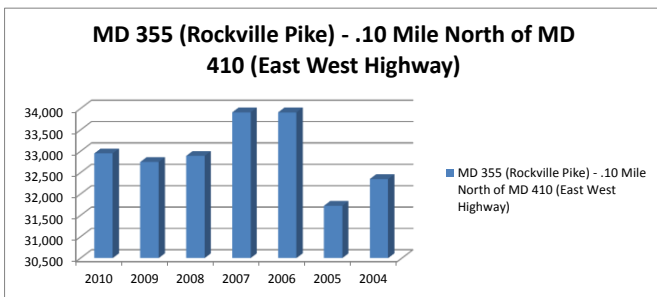 MD 355 (Rockville Pike) - .10 Mile North of MD
410 (East West Highway)
34,000
33,500
33,000
32,500
32,000
31,500
31,000
30,500
2010 2009 2008 2007 2006 2005 2004
MD 355 (Rockville Pike) - .10 Mile
North of MD 410 (East West
Highway)